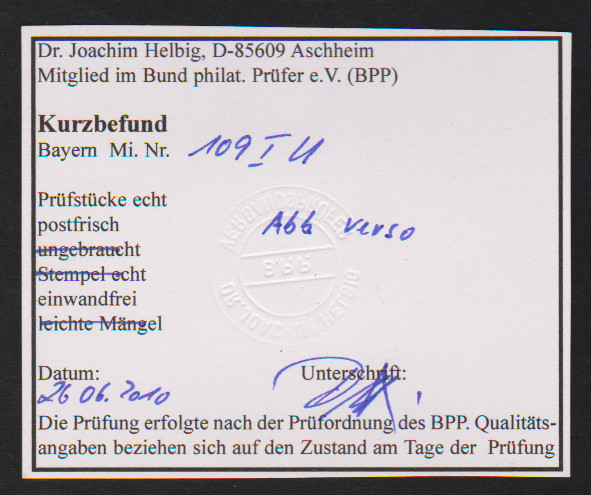 Dr. Joachim Helbig, D-85609 Aschheim
Mitglied im Bund philat. Prüfer e.V. (BPP)
Kurzbefund
Bayern Mi. Nr. 109 I U
Prüfstücke echt
postfrisch
Abb verso
ungebraucht
Stempel echt
einwandfrei
leichte Mängel
Datum: Unterschrift:
26 06. 2010
Die Prüfung erfolgte nach der Prüfordnung des BPP. Qualitäts-
angaben beziehen sich auf den Zustand am Tage der Prüfung